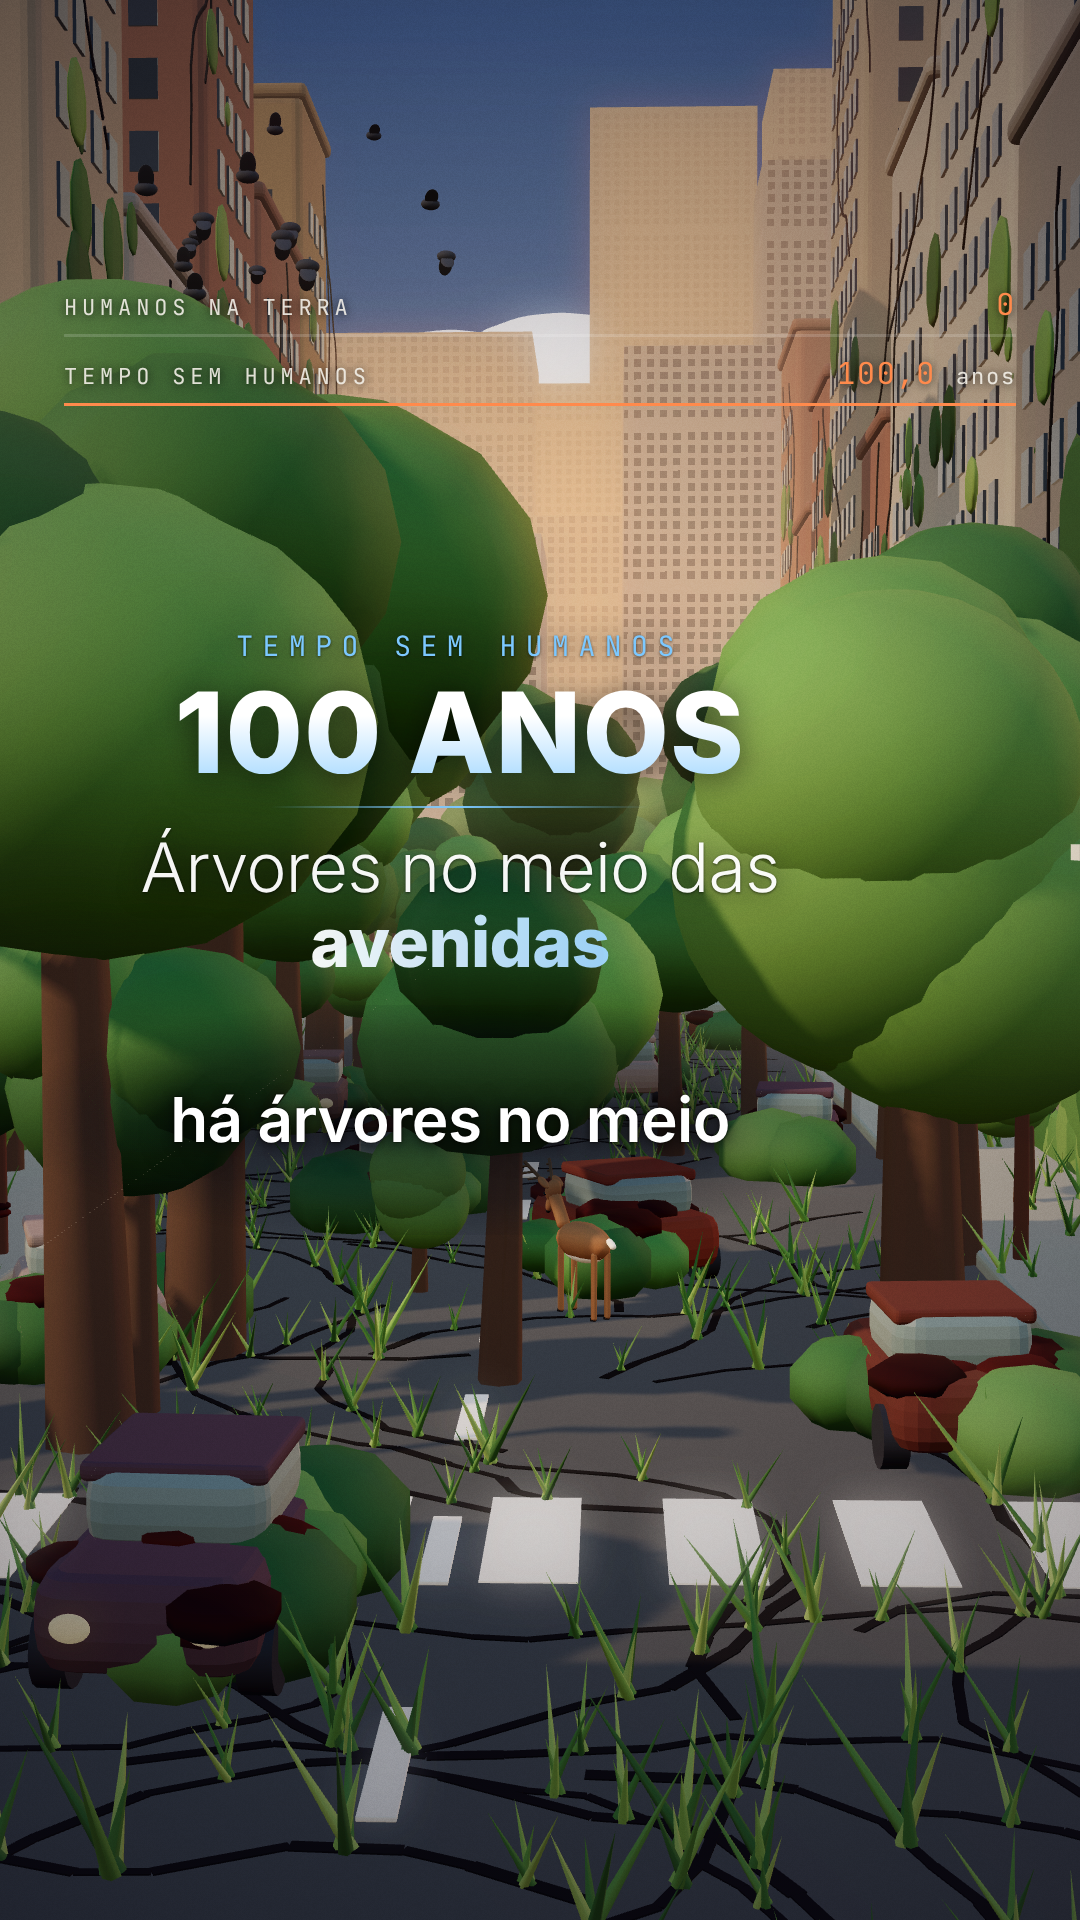 HUMANOS NA TERRA 0
TEMPO SEM HUMANOS 100,0 anos
TEMPO SEM HUMANOS
100 ANOS
Árvores no meio das
avenidas
há árvores no meio